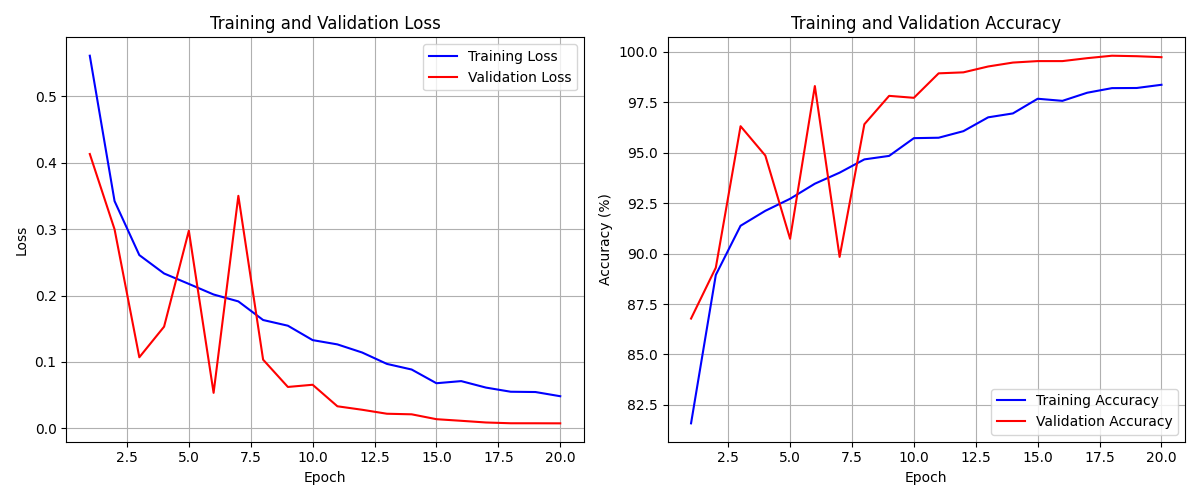 Training and Validation Loss
Training Loss
Validation Loss
0.5
0.4
0.3
0.2
0.1
0.0
Loss
2.5 5.0 7.5 10.0 12.5 15.0 17.5 20.0
Epoch
Training and Validation Accuracy
100.0
97.5
95.0
92.5
90.0
87.5
85.0
82.5
Accuracy (%)
Training Accuracy
Validation Accuracy
2.5 5.0 7.5 10.0 12.5 15.0 17.5 20.0
Epoch